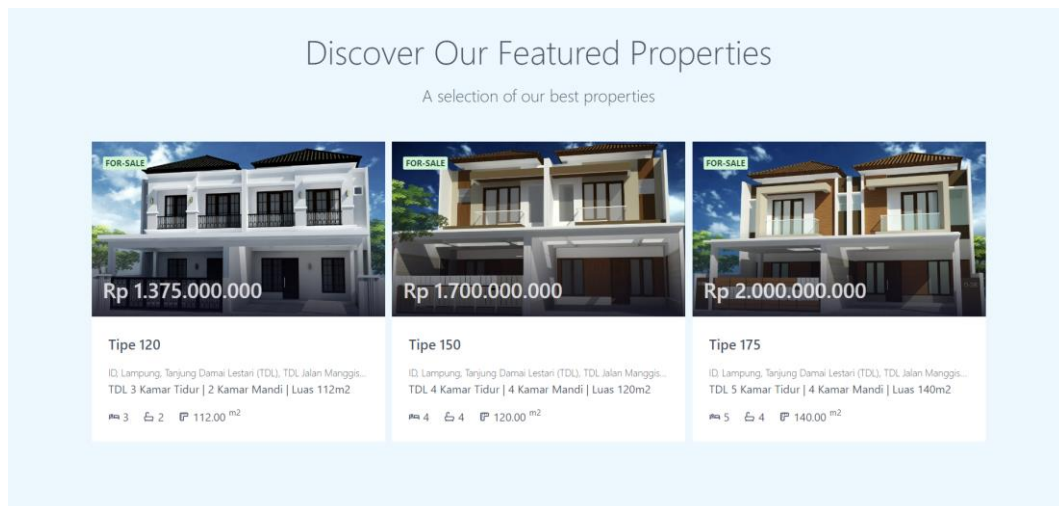 Discover Our Featured Properties
A selection of our best properties
FOR-SALE
Rp 1.375.000.000
Tipe 120
ID, Lampung, Tanjung Damai Lestari (TDL), TDL Jalan Manggis...
TDL 3 Kamar Tidur | 2 Kamar Mandi | Luas 112m2
3 2 112.00 m2
FOR-SALE
Rp 1.700.000.000
Tipe 150
ID, Lampung, Tanjung Damai Lestari (TDL), TDL Jalan Manggis...
TDL 4 Kamar Tidur | 4 Kamar Mandi | Luas 120m2
4 4 120.00 m2
FOR-SALE
Rp 2.000.000.000
Tipe 175
ID, Lampung, Tanjung Damai Lestari (TDL), TDL Jalan Manggis...
TDL 5 Kamar Tidur | 4 Kamar Mandi | Luas 140m2
5 4 140.00 m2